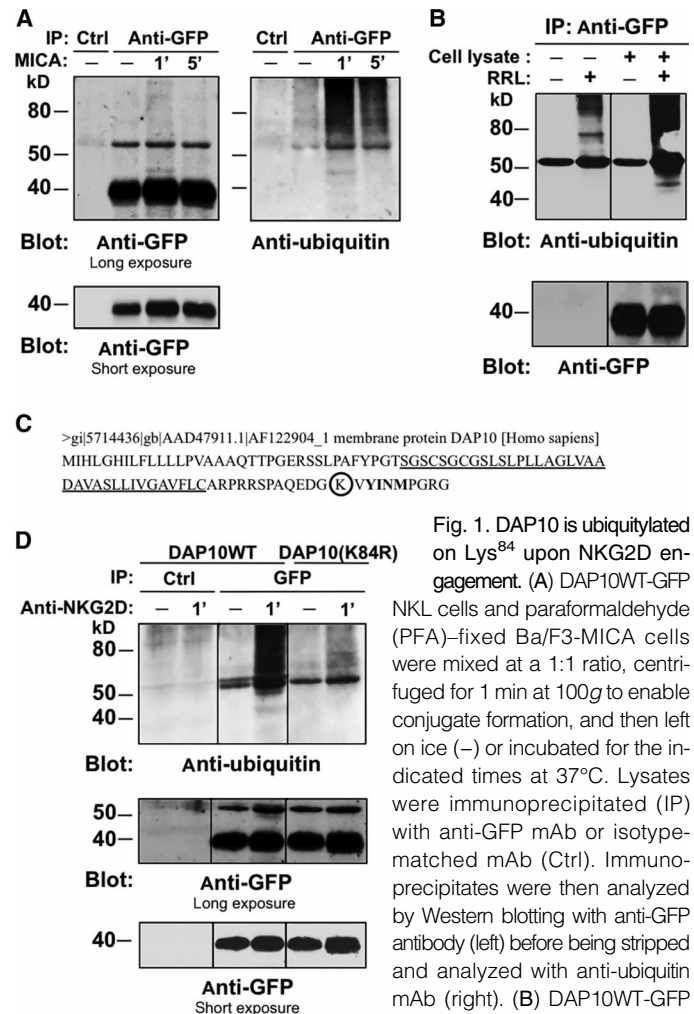 A
IP: Ctrl Anti-GFP Ctrl Anti-GFP
MICA: – – 1’ 5’ – – 1’ 5’
kD
80
50
40
Blot: Anti-GFP Anti-ubiquitin
Long exposure
40
Blot: Anti-GFP
Short exposure
B
IP: Anti-GFP
Cell lysate : – – + +
RRL: – + – +
kD
80
50
40
Blot: Anti-ubiquitin
40
Blot: Anti-GFP
C
>gi|5714436|gb|AAD47911.1|AF122904_1 membrane protein DAP10 [Homo sapiens]
MIHLGHILFLLLLPVAAAQTTPGERSSLPAFYPGTSGSCSGCGSLSLPLLAGLVAA
DAVASLLIVGAVFLCARPRRSPAQEDG K VYINMPGRG
D
DAP10WT DAP10(K84R)
IP: Ctrl GFP
Anti-NKG2D: – 1’ – 1’ – 1’
kD
80
50
40
Blot: Anti-ubiquitin
50
40
Blot: Anti-GFP
Long exposure
40
Anti-GFP
Short exposure
Fig. 1. DAP10 is ubiquitylated
on Lys84 upon NKG2D en-
gagement. (A) DAP10WT-GFP
NKL cells and paraformaldehyde
(PFA)–fixed Ba/F3-MICA cells
were mixed at a 1:1 ratio, centri-
fuged for 1 min at 100g to enable
conjugate formation, and then left
on ice (–) or incubated for the in-
dicated times at 37°C. Lysates
were immunoprecipitated (IP)
with anti-GFP mAb or isotype-
matched mAb (Ctrl). Immuno-
precipitates were then analyzed
by Western blotting with anti-GFP
antibody (left) before being stripped
and analyzed with anti-ubiquitin
mAb (right). (B) DAP10WT-GFP